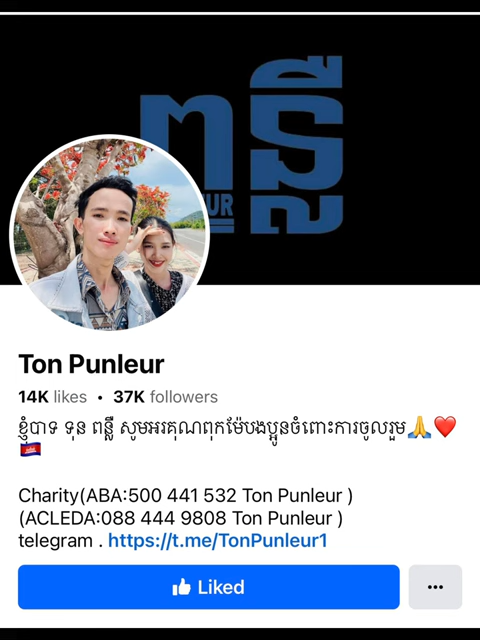 ពន្លឺ
UR
Ton Punleur
14K likes • 37K followers
ខ្ញុំបាទ ទុន ពន្លឺ សូមអរគុណពុកម៉ែបងប្អូនចំពោះការចូលរួម🙏❤️
🇰🇭
Charity(ABA:500 441 532 Ton Punleur )
(ACLEDA:088 444 9808 Ton Punleur )
telegram . https://t.me/TonPunleur1
Liked